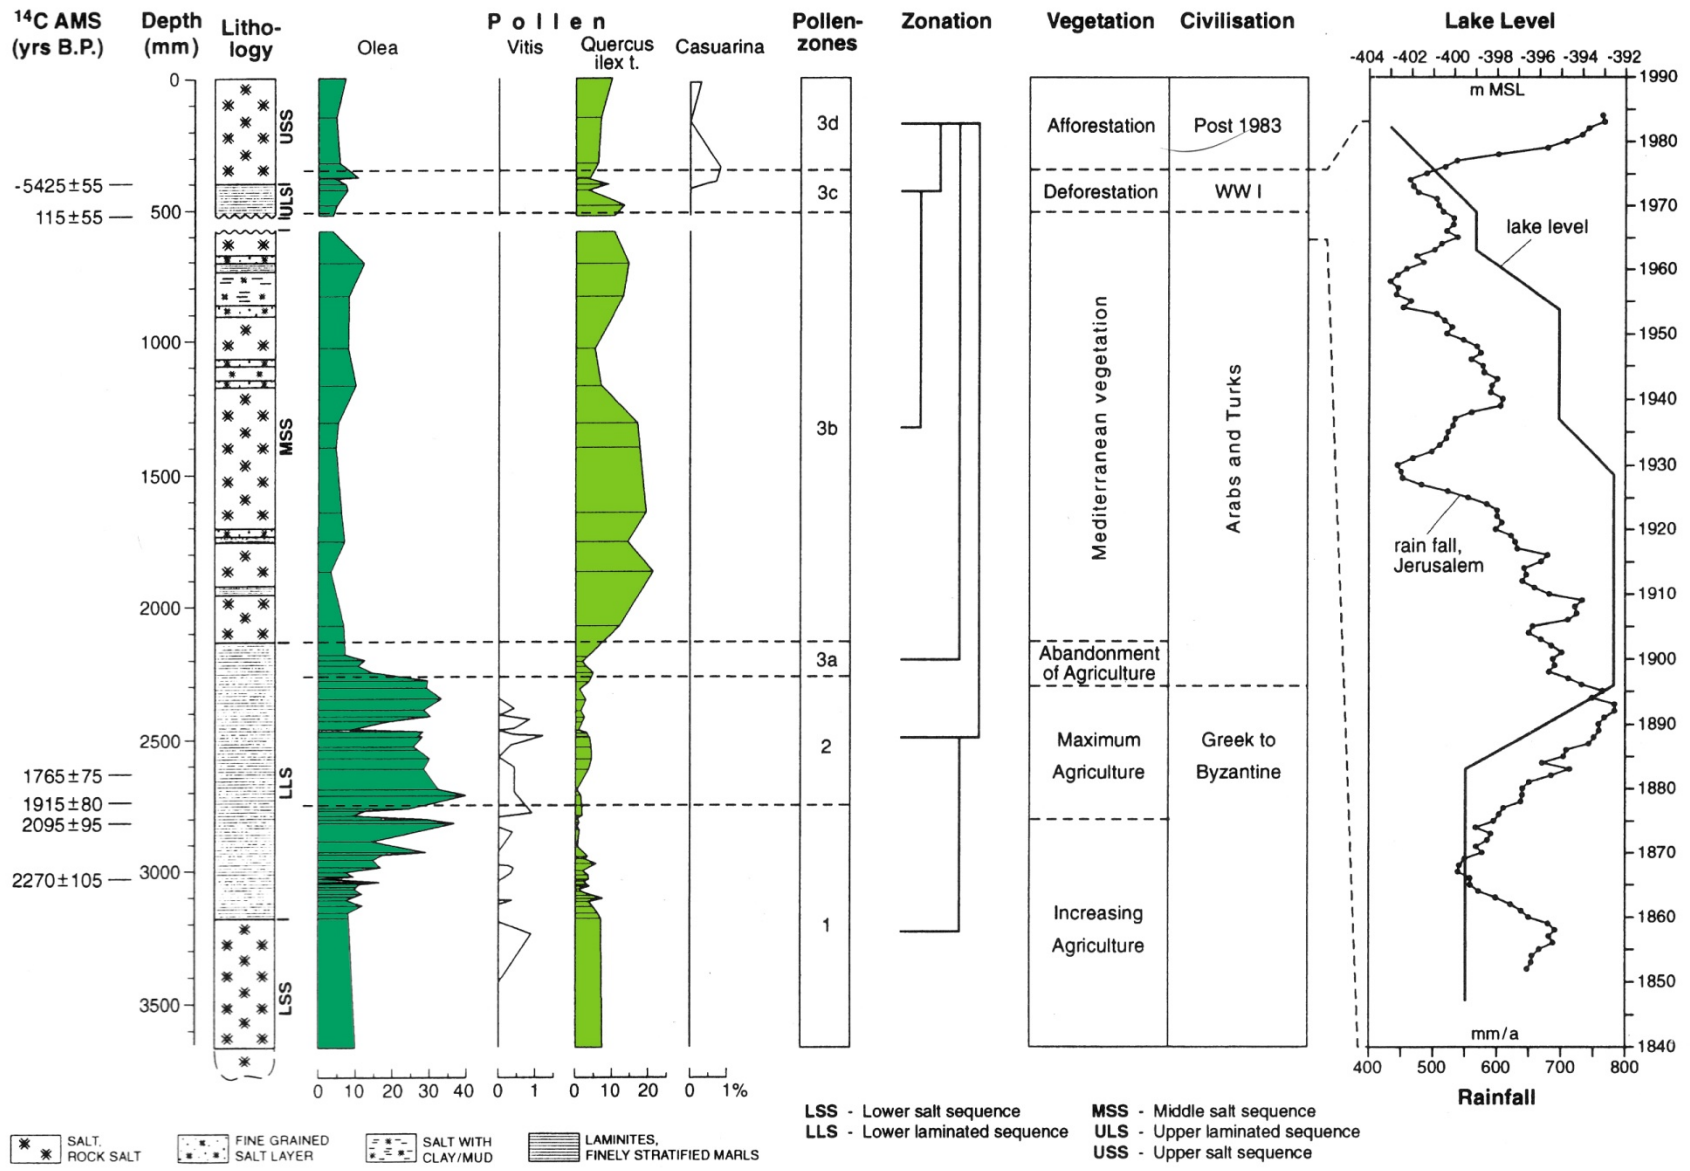 14C AMS
(yrs B.P.)
Depth
(mm)
Litho-
logy
Pollen
Olea
Vitis
Quercus
ilex t.
Casuarina
Pollen-
zones
Zonation
Vegetation
Civilisation
Lake Level
-404 -402 -400 -398 -396 -394 -392
m MSL
0
500
1000
1500
2000
2500
3000
3500
-5425±55
115±55
1765±75
1915±80
2095±95
2270±105
USS
ULS
MSS
LLS
LSS
3d
3c
3b
3a
2
1
Afforestation
Post 1983
Deforestation
WW I
Mediterranean vegetation
Arabs and Turks
Abandonment
of Agriculture
Maximum
Agriculture
Greek to
Byzantine
Increasing
Agriculture
lake level
rain fall,
Jerusalem
1990
1980
1970
1960
1950
1940
1930
1920
1910
1900
1890
1880
1870
1860
1850
1840
mm/a
400 500 600 700 800
Rainfall
0 10 20 30 40
0 1
0 10 20
0 1%
LSS - Lower salt sequence
LLS - Lower laminated sequence
MSS - Middle salt sequence
ULS - Upper laminated sequence
USS - Upper salt sequence
SALT,
ROCK SALT
FINE GRAINED
SALT LAYER
SALT WITH
CLAY/MUD
LAMINITES,
FINELY STRATIFIED MARLS